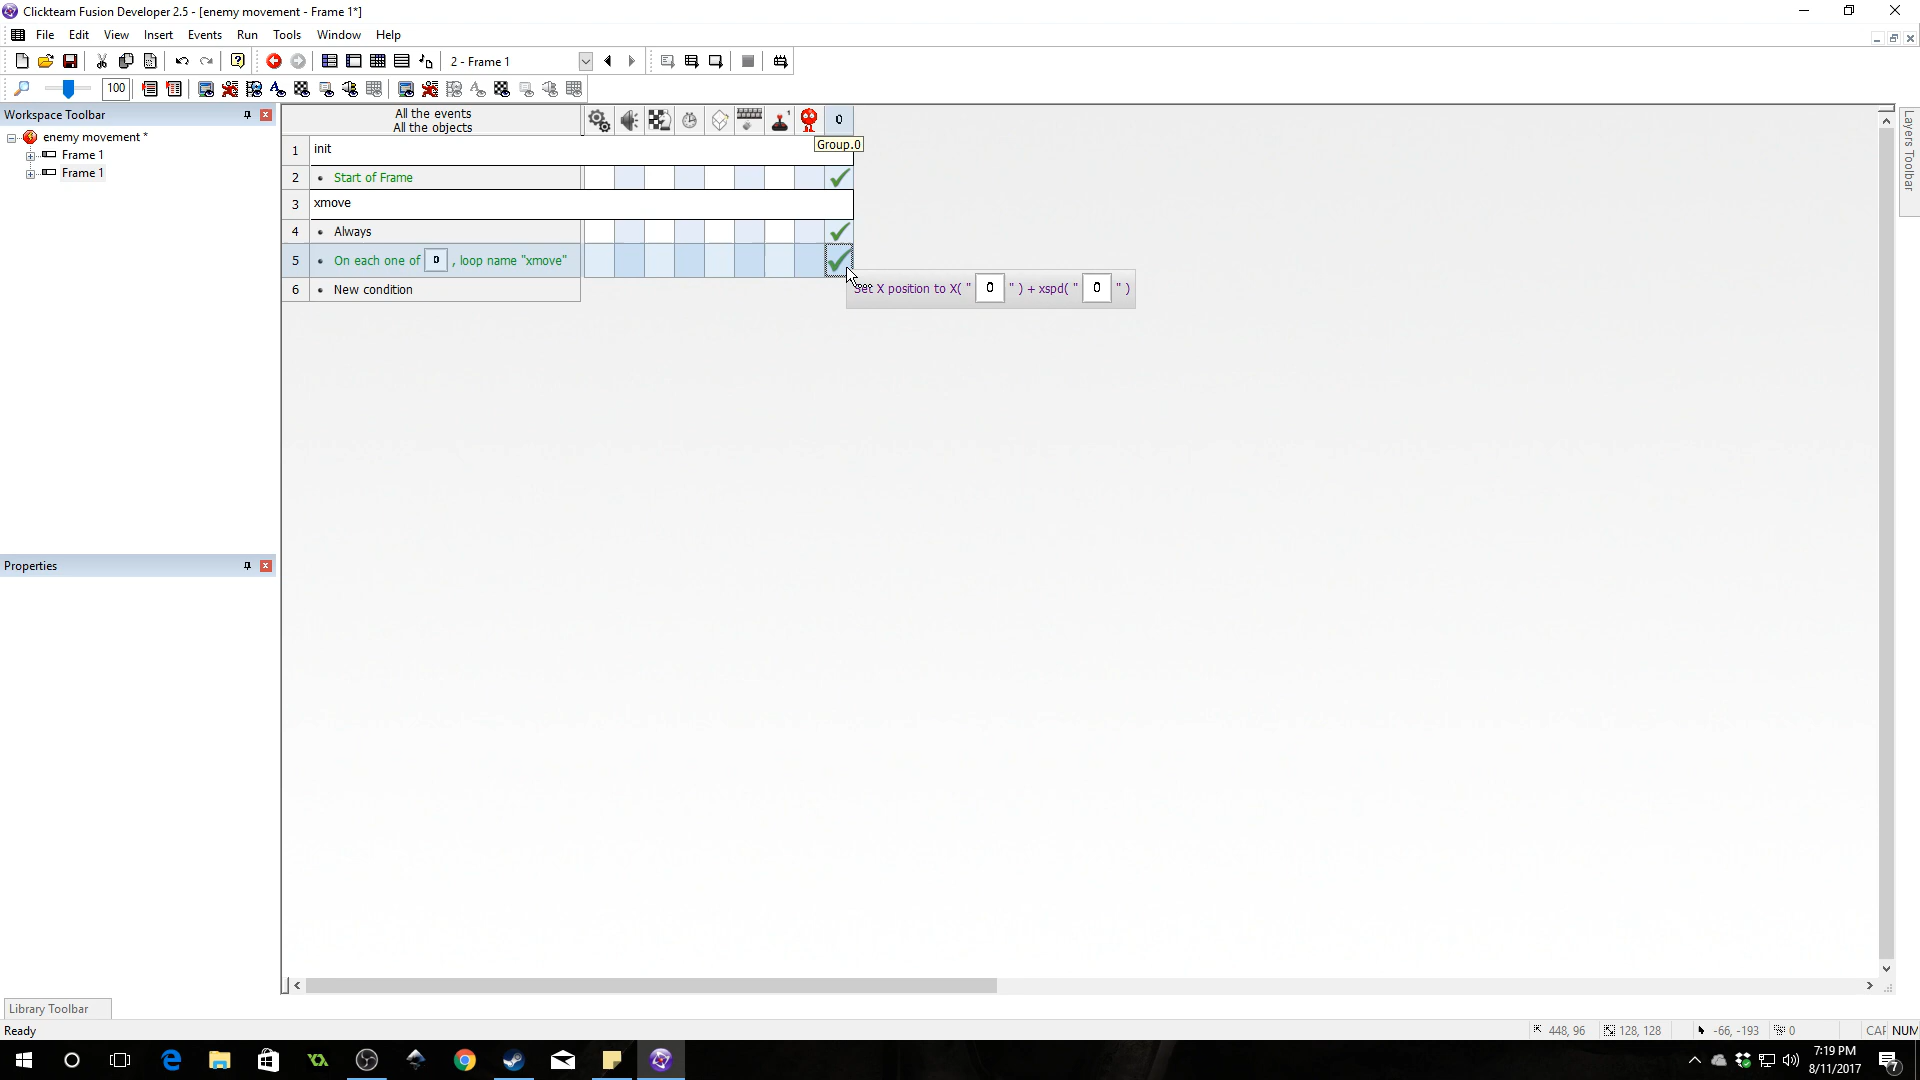 Clickteam Fusion Developer 2.5 - [enemy movement - Frame 1*]
File Edit View Insert Events Run Tools Window Help
2 - Frame 1
100
Workspace Toolbar
enemy movement *
Frame 1
Frame 1
Properties
Library Toolbar
All the events
All the objects
0
Group.0
1 init
2 • Start of Frame
3 xmove
4 • Always
5 • On each one of 0 , loop name "xmove"
6 • New condition
Set X position to X( " 0 " ) + xspd( " 0 " )
Layers Toolbar
Ready
448, 96
128, 128
-66, -193
0
CAP NUM
7:19 PM
8/11/2017
7